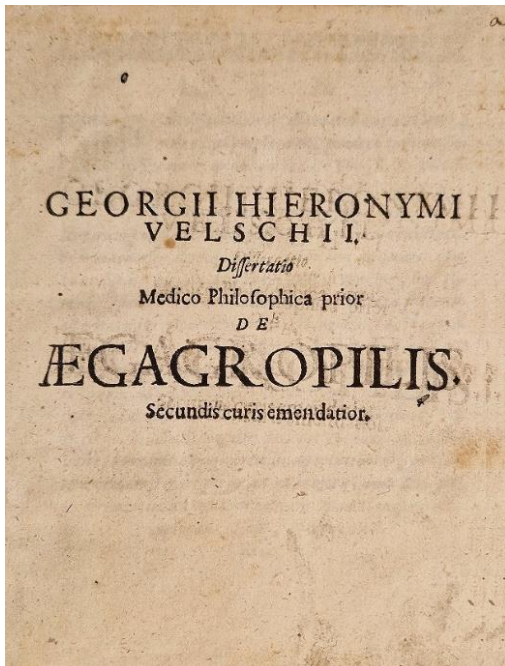 GEORGII HIERONYMI
VELSCHII.
Dissertatio
Medico Philosophica prior
DE
ÆGAGROPILIS.
Secundis curis emendatior.